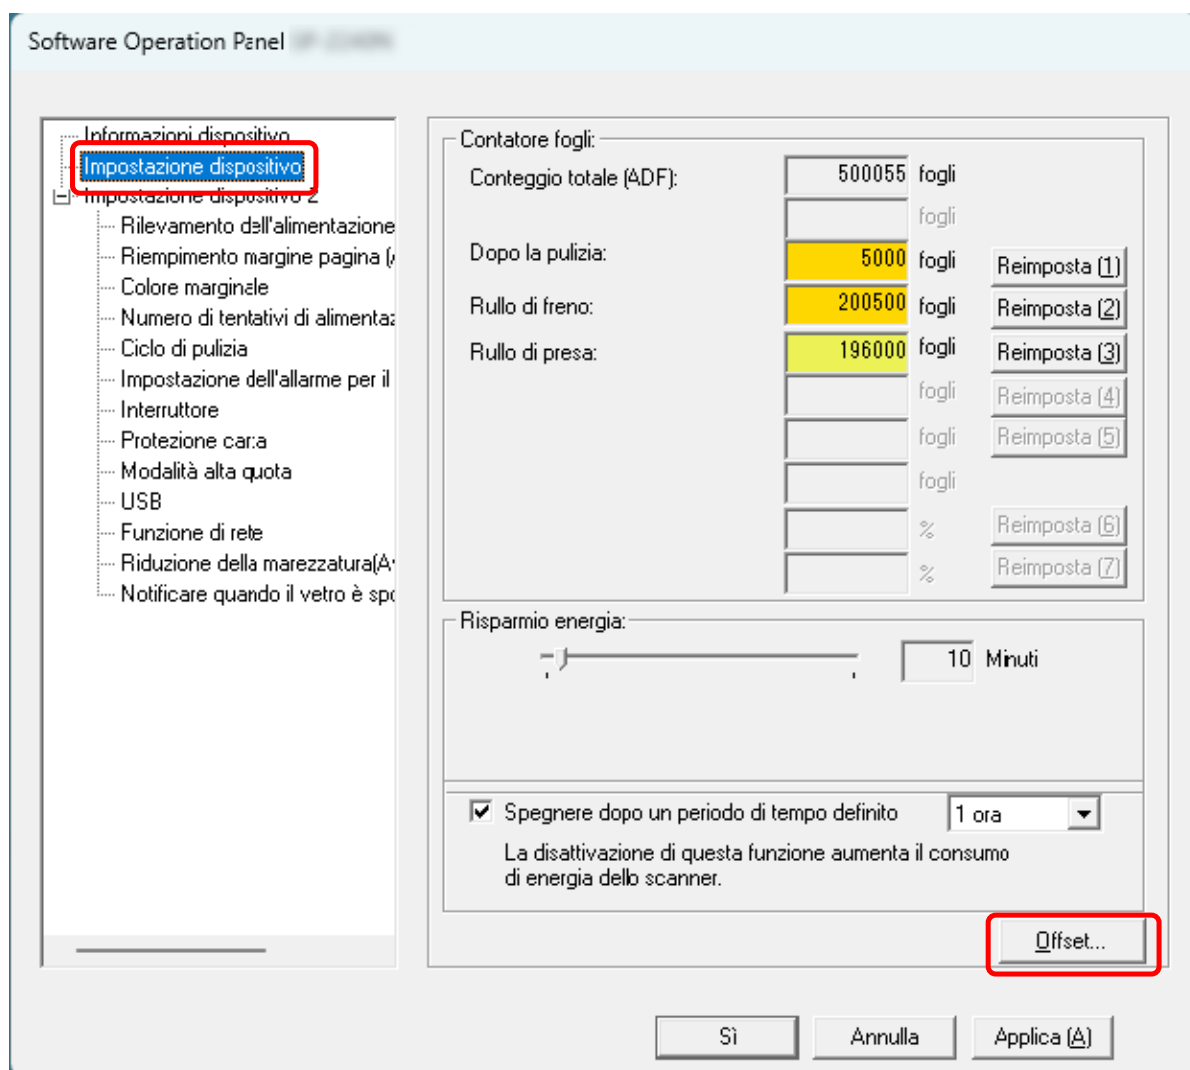 Software Operation Panel
Informazioni dispositivo
Impostazione dispositivo
Impostazione dispositivo 2
Rilevamento dell'alimentazione
Riempimento margine pagina (
Colore marginale
Numero di tentativi di alimentaz
Ciclo di pulizia
Impostazione dell'allarme per il
Interruttore
Protezione carta
Modalità alta quota
USB
Funzione di rete
Riduzione della marezzatura(A
Notificare quando il vetro è spo
Contatore fogli:
Conteggio totale (ADF): 500055 fogli
fogli
Dopo la pulizia: 5000 fogli Reimposta (1)
Rullo di freno: 200500 fogli Reimposta (2)
Rullo di presa: 196000 fogli Reimposta (3)
fogli Reimposta (4)
fogli Reimposta (5)
fogli
% Reimposta (6)
% Reimposta (7)
Risparmio energia:
10 Minuti
Spegnere dopo un periodo di tempo definito 1 ora
La disattivazione di questa funzione aumenta il consumo
di energia dello scanner.
Offset...
Sì Annulla Applica (A)